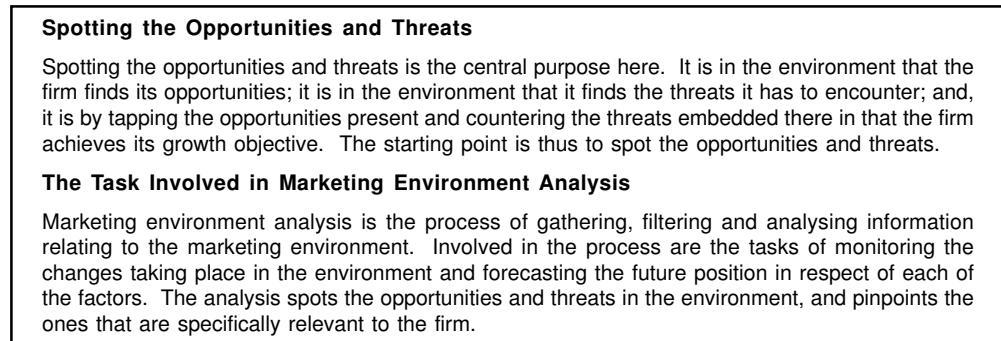 Spotting the Opportunities and Threats
Spotting the opportunities and threats is the central purpose here. It is in the environment that the
firm finds its opportunities; it is in the environment that it finds the threats it has to encounter; and,
it is by tapping the opportunities present and countering the threats embedded there in that the firm
achieves its growth objective. The starting point is thus to spot the opportunities and threats.
The Task Involved in Marketing Environment Analysis
Marketing environment analysis is the process of gathering, filtering and analysing information
relating to the marketing environment. Involved in the process are the tasks of monitoring the
changes taking place in the environment and forecasting the future position in respect of each of
the factors. The analysis spots the opportunities and threats in the environment, and pinpoints the
ones that are specifically relevant to the firm.